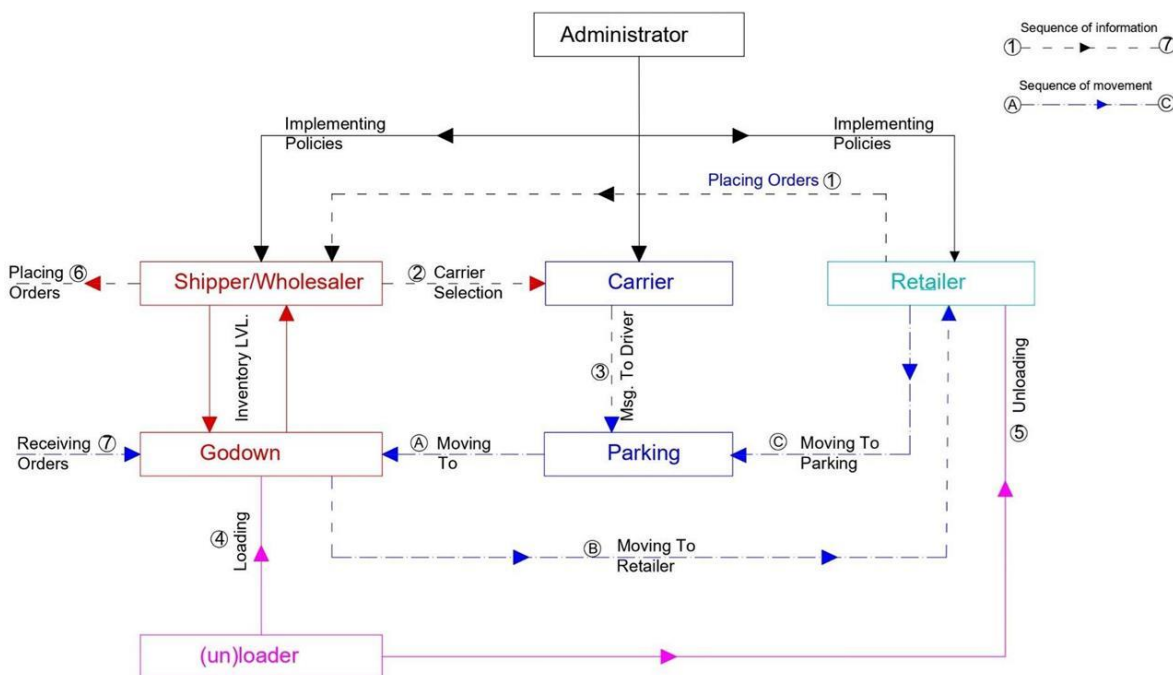 Administrator
Sequence of information
① ⑦
Sequence of movement
Ⓐ Ⓒ
Implementing
Policies
Implementing
Policies
Placing Orders ①
Placing ⑥
Orders
Shipper/Wholesaler
② Carrier
Selection
Carrier
Retailer
Inventory LVL.
③ Msg. To Driver
⑤ Unloading
Receiving ⑦
Orders
Godown
Ⓐ Moving
To
Parking
Ⓒ Moving To
Parking
④ Loading
Ⓑ Moving To
Retailer
(un)loader